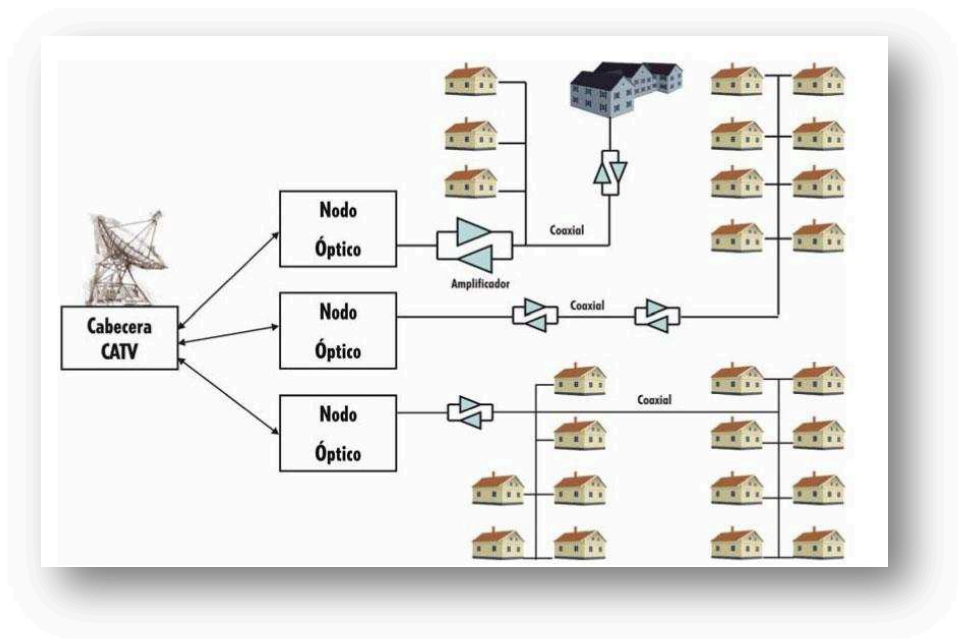 Nodo
Óptico
Coaxial
Amplificador
Cabecera
CATV
Nodo
Óptico
Coaxial
Nodo
Óptico
Coaxial